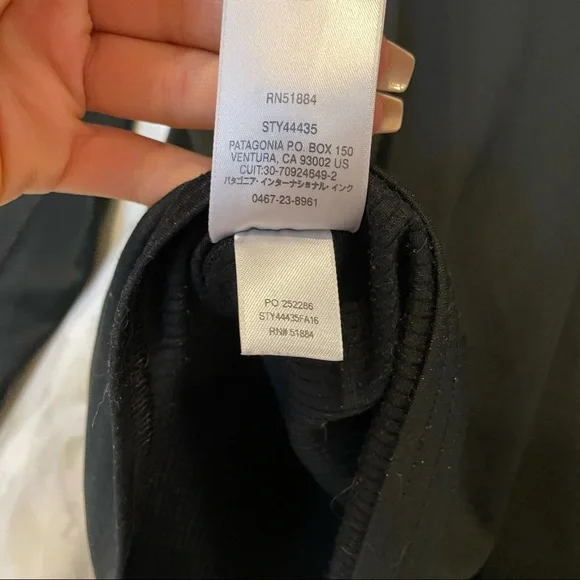 RN51884
STY44435
PATAGONIA P.O. BOX 150
VENTURA, CA 93002 US
CUIT:30-70924649-2
パタゴニア・インターナショナル・インク
0467-23-8961
PO 252286
STY44435FA16
RN# 51884